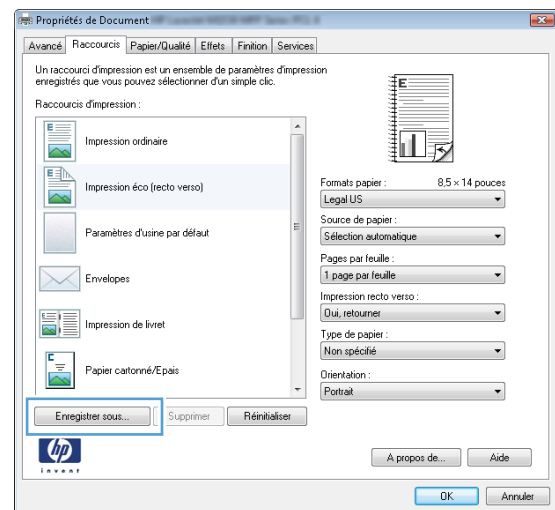 Propriétés de Document
Avancé Raccourcis Papier/Qualité Effets Finition Services
Un raccourci d'impression est un ensemble de paramètres d'impression
enregistrés que vous pouvez sélectionner d'un simple clic.
Raccourcis d'impression :
Impression ordinaire
Impression éco (recto verso)
Paramètres d'usine par défaut
Envelopes
Impression de livret
Papier cartonné/Epais
Enregistrer sous... Supprimer Réinitialiser
E
Formats papier : 8,5 × 14 pouces
Legal US
Source de papier :
Sélection automatique
Pages par feuille :
1 page par feuille
Impression recto verso :
Oui, retourner
Type de papier :
Non spécifié
Orientation :
Portrait
hp
invent
A propos de... Aide
OK Annuler